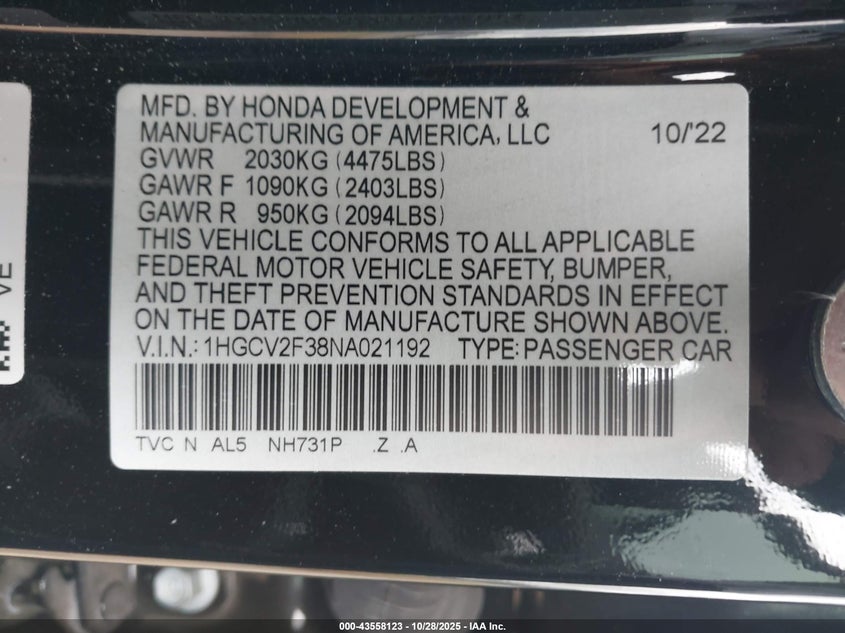 MFD. BY HONDA DEVELOPMENT &
MANUFACTURING OF AMERICA, LLC 10/'22
GVWR 2030KG (4475LBS)
GAWR F 1090KG (2403LBS)
GAWR R 950KG (2094LBS)
THIS VEHICLE CONFORMS TO ALL APPLICABLE
FEDERAL MOTOR VEHICLE SAFETY, BUMPER,
AND THEFT PREVENTION STANDARDS IN EFFECT
ON THE DATE OF MANUFACTURE SHOWN ABOVE.
V.I.N.: 1HGCV2F38NA021192 TYPE: PASSENGER CAR
TVC N AL5 NH731P .Z .A
VE
000-43558123 - 10/28/2025 - IAA Inc.